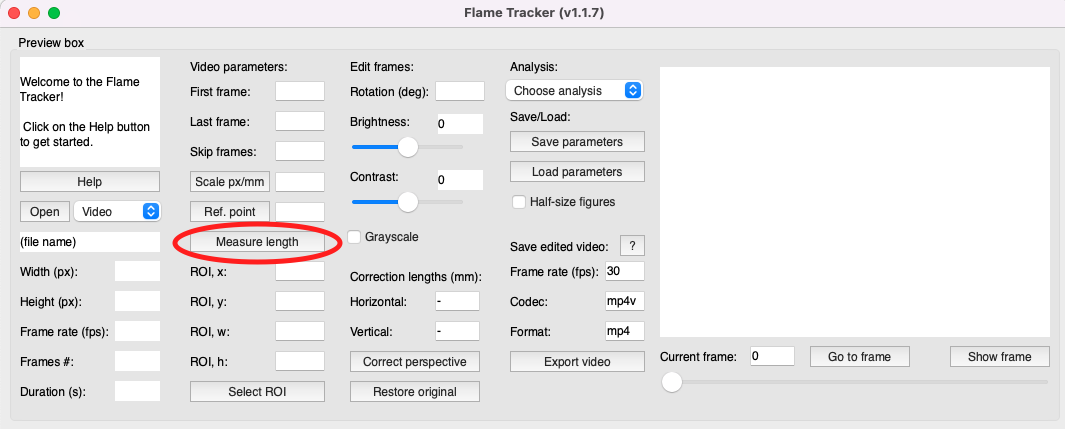 Flame Tracker (v1.1.7)
Preview box
Welcome to the Flame
Tracker!
Click on the Help button
to get started.
Help
Open
Video
(file name)
Width (px):
Height (px):
Frame rate (fps):
Frames #:
Duration (s):
Video parameters:
First frame:
Last frame:
Skip frames:
Scale px/mm
Ref. point
Measure length
ROI, x:
ROI, y:
ROI, w:
ROI, h:
Select ROI
Edit frames:
Rotation (deg):
Brightness:
0
Contrast:
0
Grayscale
Correction lengths (mm):
Horizontal:
-
Vertical:
-
Correct perspective
Restore original
Analysis:
Choose analysis
Save/Load:
Save parameters
Load parameters
Half-size figures
Save edited video:
?
Frame rate (fps):
30
Codec:
mp4v
Format:
mp4
Export video
Current frame:
0
Go to frame
Show frame